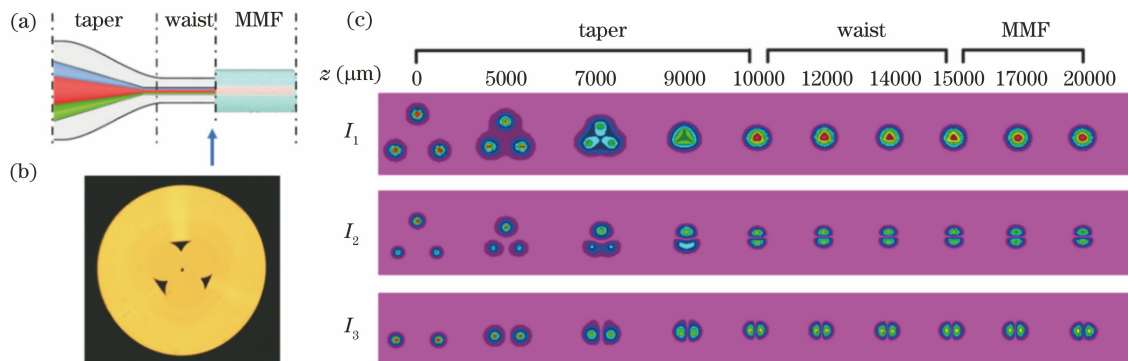 (a)
taper
waist
MMF
(b)
(c)
taper
waist
MMF
z (μm)
0
5000
7000
9000
10000
12000
14000
15000
17000
20000
I₁
I₂
I₃